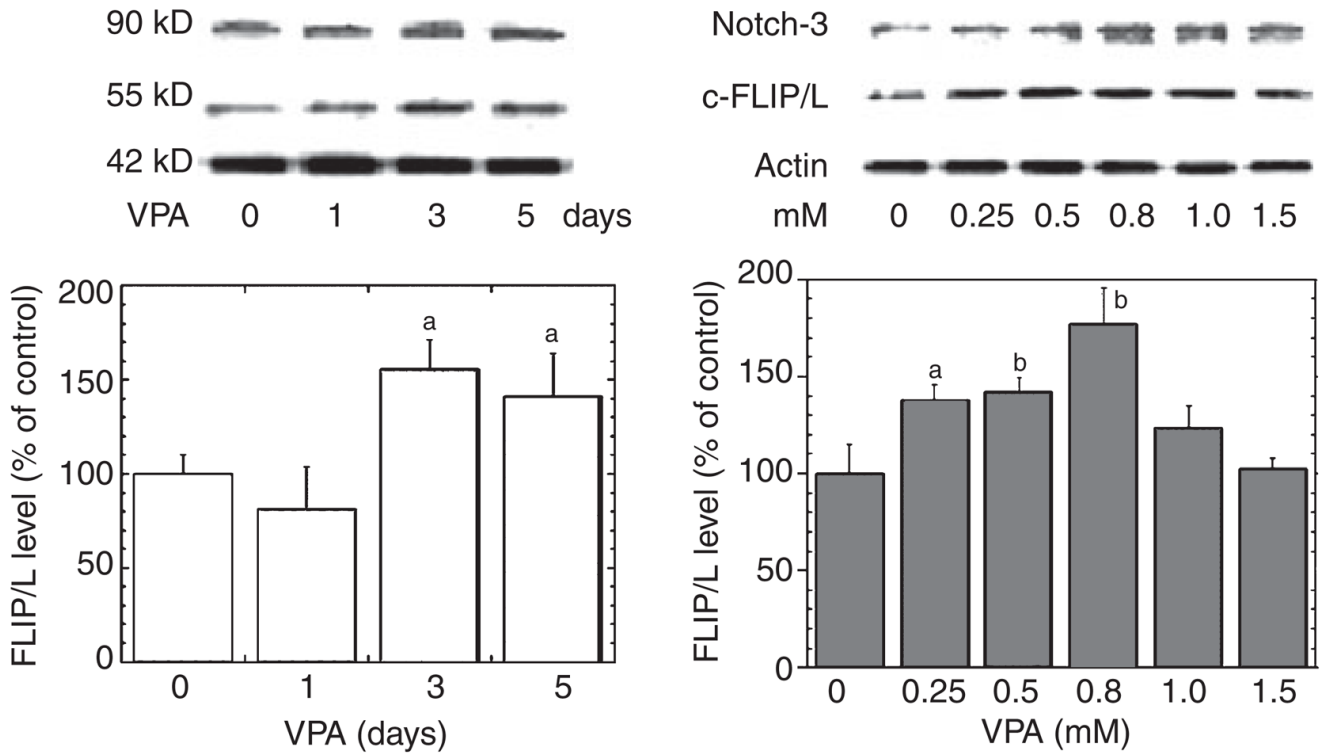 90 kD
55 kD
42 kD
VPA 0 1 3 5 days
Notch-3
c-FLIP/L
Actin
mM 0 0.25 0.5 0.8 1.0 1.5
FLIP/L level (% of control)
200
150
100
50
0
a
a
0 1 3 5
VPA (days)
FLIP/L level (% of control)
200
150
100
50
0
a
b
b
0 0.25 0.5 0.8 1.0 1.5
VPA (mM)